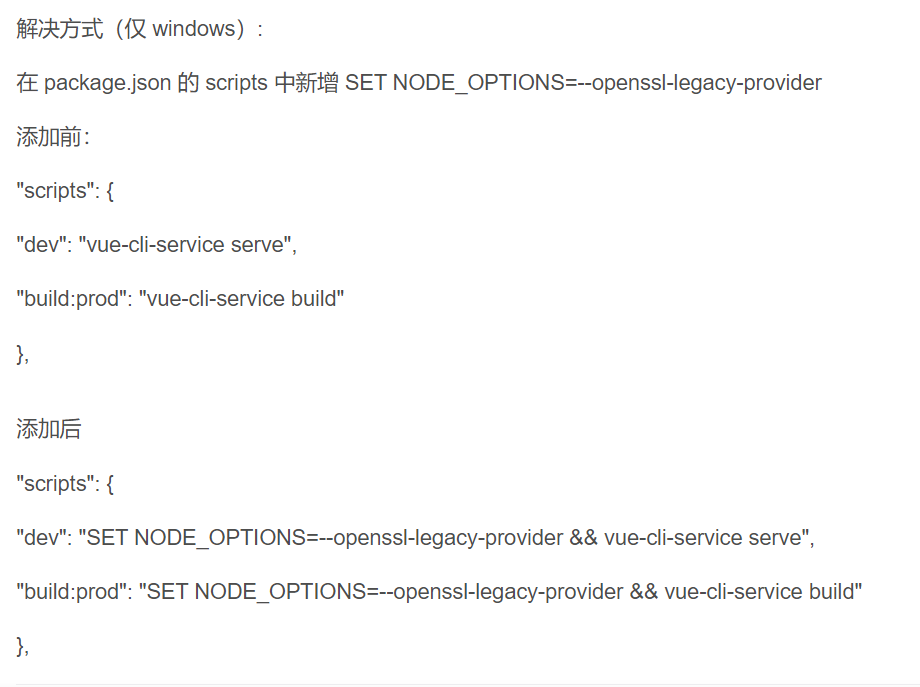 解决方式（仅 windows）:
在 package.json 的 scripts 中新增 SET NODE_OPTIONS=--openssl-legacy-provider
添加前:
"scripts": {
"dev": "vue-cli-service serve",
"build:prod": "vue-cli-service build"
},
添加后
"scripts": {
"dev": "SET NODE_OPTIONS=--openssl-legacy-provider && vue-cli-service serve",
"build:prod": "SET NODE_OPTIONS=--openssl-legacy-provider && vue-cli-service build"
},